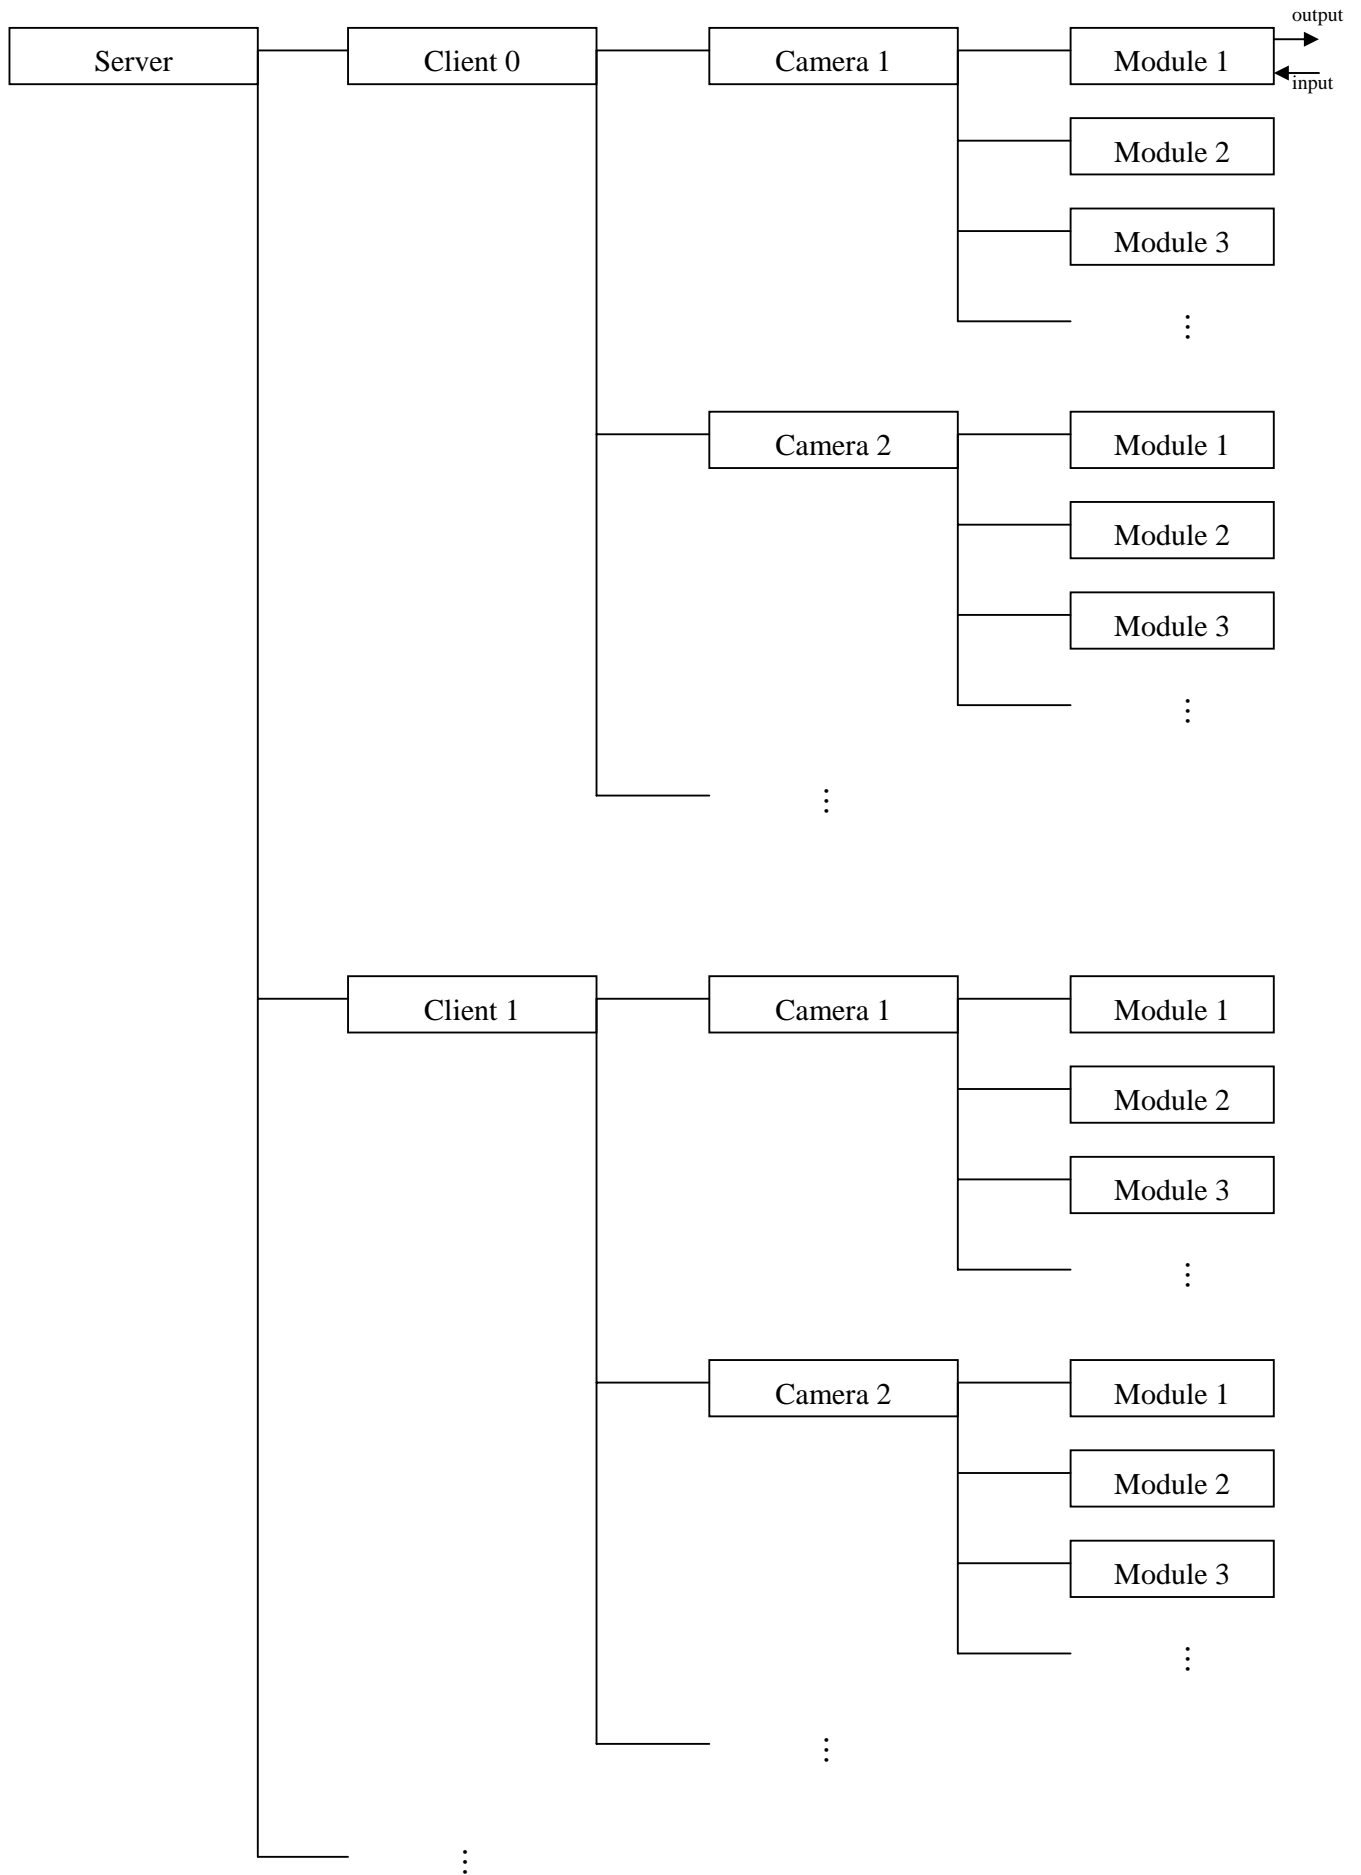 output
Server
Client 0
Camera 1
Module 1
input
Module 2
Module 3
⋮
Camera 2
Module 1
Module 2
Module 3
⋮
⋮
Client 1
Camera 1
Module 1
Module 2
Module 3
⋮
Camera 2
Module 1
Module 2
Module 3
⋮
⋮
⋮